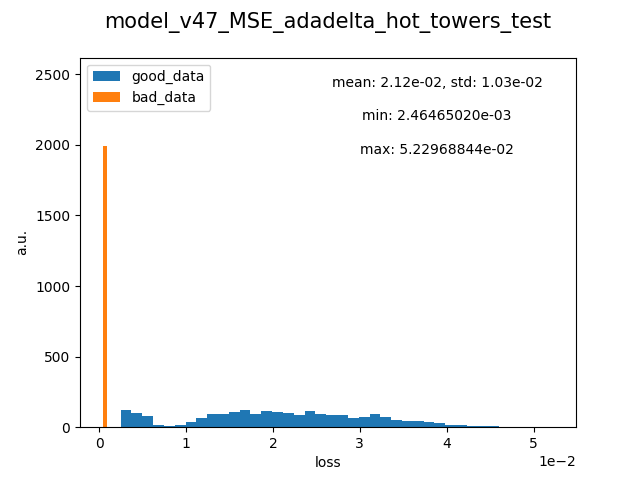 model_v47_MSE_adadelta_hot_towers_test
good_data
bad_data
mean: 2.12e-02, std: 1.03e-02
min: 2.46465020e-03
max: 5.22968844e-02
a.u.
2500
2000
1500
1000
500
0
0
1
2
3
4
5
1e−2
loss